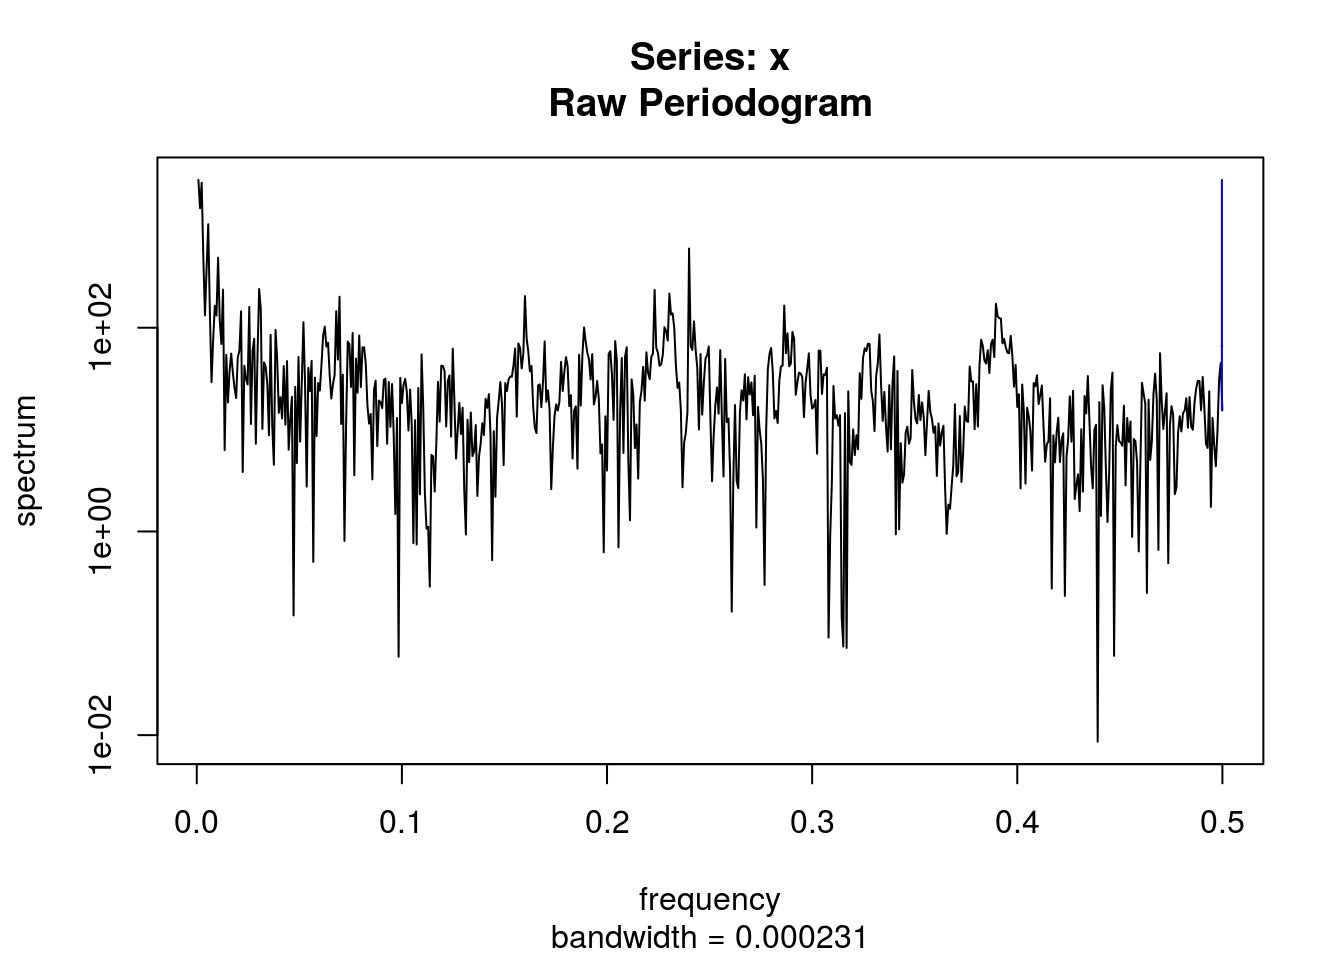 Series: x
Raw Periodogram
spectrum
1e+02
1e+00
1e-02
0.0 0.1 0.2 0.3 0.4 0.5
frequency
bandwidth = 0.000231